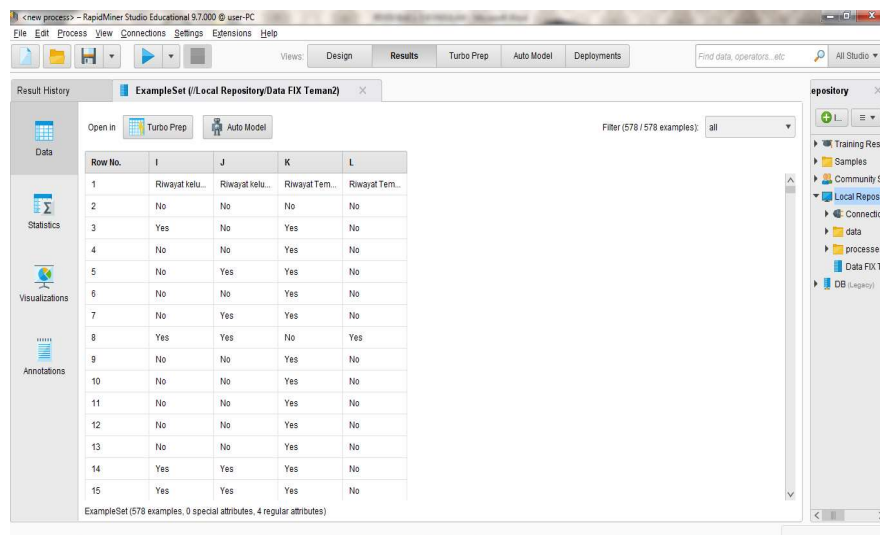 <new process> – RapidMiner Studio Educational 9.7.000 @ user-PC
File Edit Process View Connections Settings Extensions Help
Views: Design Results Turbo Prep Auto Model Deployments Find data, operators...etc All Studio
Result History ExampleSet (//Local Repository/Data FIX Teman2) epository
Open in Turbo Prep Auto Model Filter (578 / 578 examples): all
Data
Statistics
Visualizations
Annotations
Row No. I J K L
1 Riwayat kelu... Riwayat kelu... Riwayat Tem... Riwayat Tem...
2 No No No No
3 Yes No Yes No
4 No No Yes No
5 No Yes Yes No
6 No No Yes No
7 No Yes Yes No
8 Yes Yes No Yes
9 No No Yes No
10 No No Yes No
11 No No Yes No
12 No No Yes No
13 No No Yes No
14 Yes Yes Yes No
15 Yes Yes Yes No
ExampleSet (578 examples, 0 special attributes, 4 regular attributes)
L...
Training Res
Samples
Community S
Local Repos
Connectio
data
processe
Data FIX T
DB (Legacy)